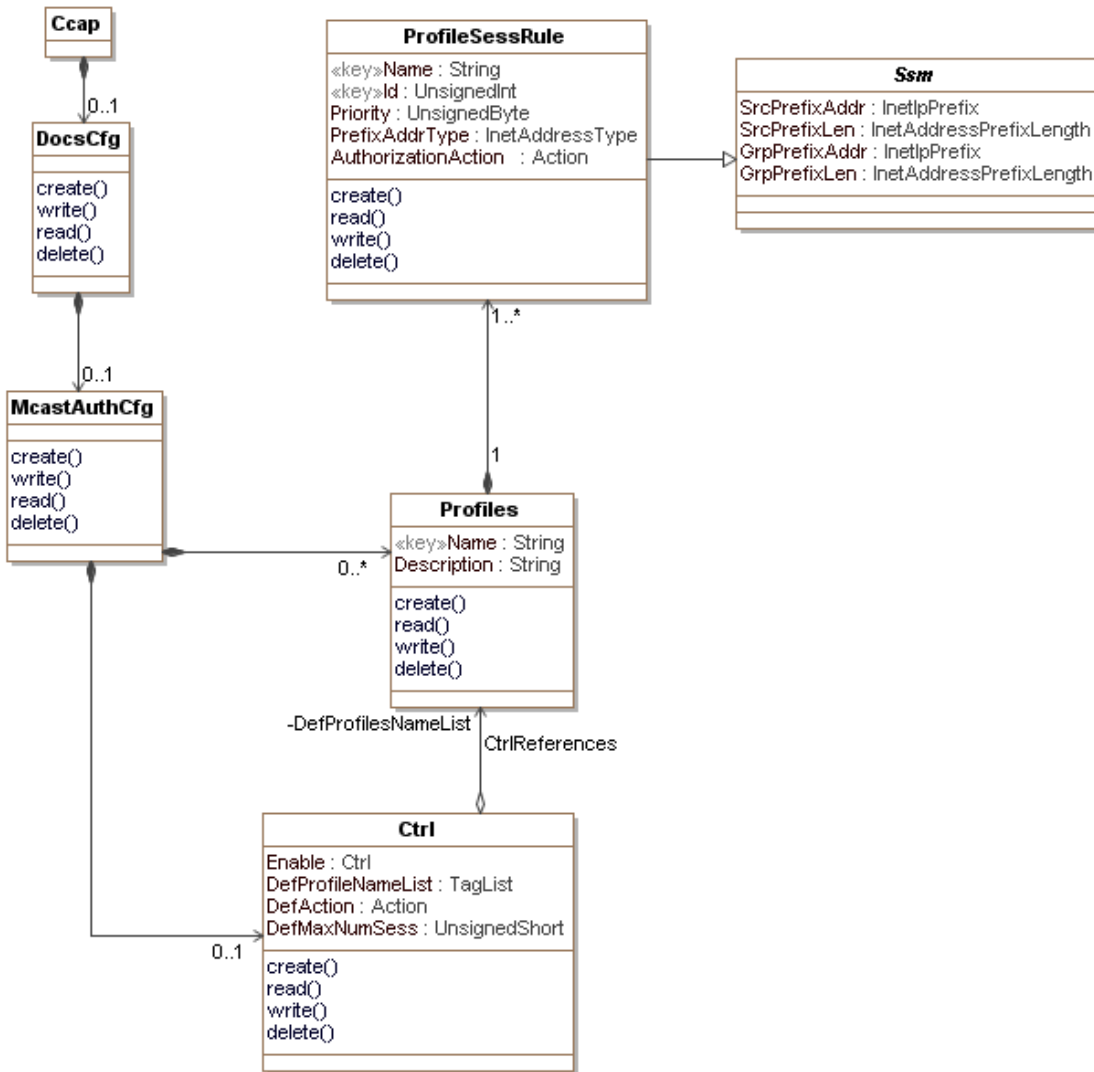 Ccap
0..1
DocsCfg
create()
write()
read()
delete()
0..1
McastAuthCfg
create()
write()
read()
delete()
ProfileSessRule
«key»Name : String
«key»Id : UnsignedInt
Priority : UnsignedByte
PrefixAddrType : InetAddressType
AuthorizationAction : Action
create()
read()
write()
delete()
Ssm
SrcPrefixAddr : InetIpPrefix
SrcPrefixLen : InetAddressPrefixLength
GrpPrefixAddr : InetIpPrefix
GrpPrefixLen : InetAddressPrefixLength
1..*
1
Profiles
«key»Name : String
Description : String
create()
read()
write()
delete()
0..*
-DefProfilesNameList
CtrlReferences
Ctrl
Enable : Ctrl
DefProfileNameList : TagList
DefAction : Action
DefMaxNumSess : UnsignedShort
create()
read()
write()
delete()
0..1